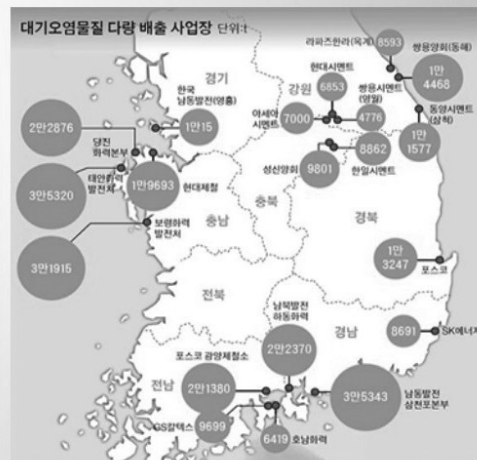 대기오염물질 다량 배출 사업장 단위:t
라파즈한라(옥계)
8593
쌍용양회(동해)
1만
4468
경기
강원
현대시멘트
6853
쌍용시멘트
(영월)
4776
아세아
시멘트
7000
동양시멘트
(삼척)
1만
1577
한국
남동발전(영흥)
1만15
2만2876
당진
화력본부
3만5320
태안화력
발전처
1만9693
현대제철
성신양회
9801
8862
한일시멘트
충북
충남
경북
3만1915
보령화력
발전처
1만
3247
포스코
전북
남부발전
하동화력
2만2370
경남
8691
SK에너지
포스코 광양제철소
2만1380
전남
3만5343
남동발전
삼천포본부
GS칼텍스
9699
6419
호남화력